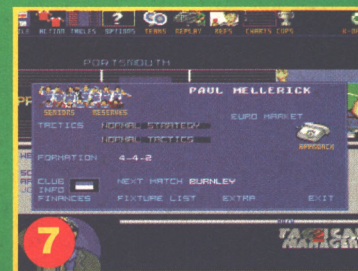 ACTION TABLES OPTIONS TEAMS REPLAY REFS CHARTS CUPS
PORTSMOUTH
PAUL MELLERICK
SENIORS RESERVES
EURO MARKET
TACTICS NORMAL STRATEGY
NORMAL TACTICS
APPROACH
FORMATION 4-4-2
CLUB INFO NEXT MATCH BURNLEY
FINANCES FIXTURE LIST EXTRA EXIT
7
MANAGER